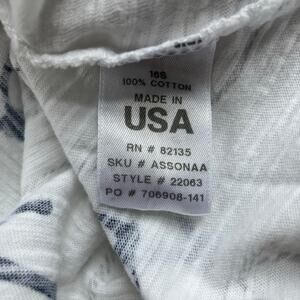 16S
100% COTTON
MADE IN
USA
RN # 82135
SKU # ASSONAA
STYLE # 22063
PO # 706908-141